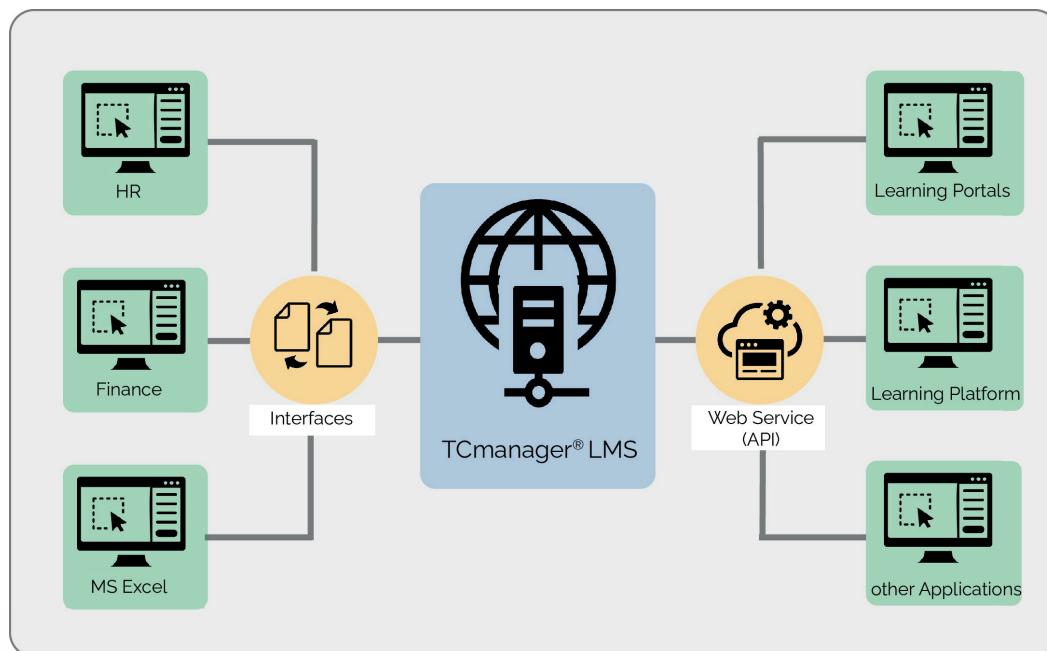 HR
Finance
MS Excel
Interfaces
TCmanager® LMS
Web Service
(API)
Learning Portals
Learning Platform
other Applications